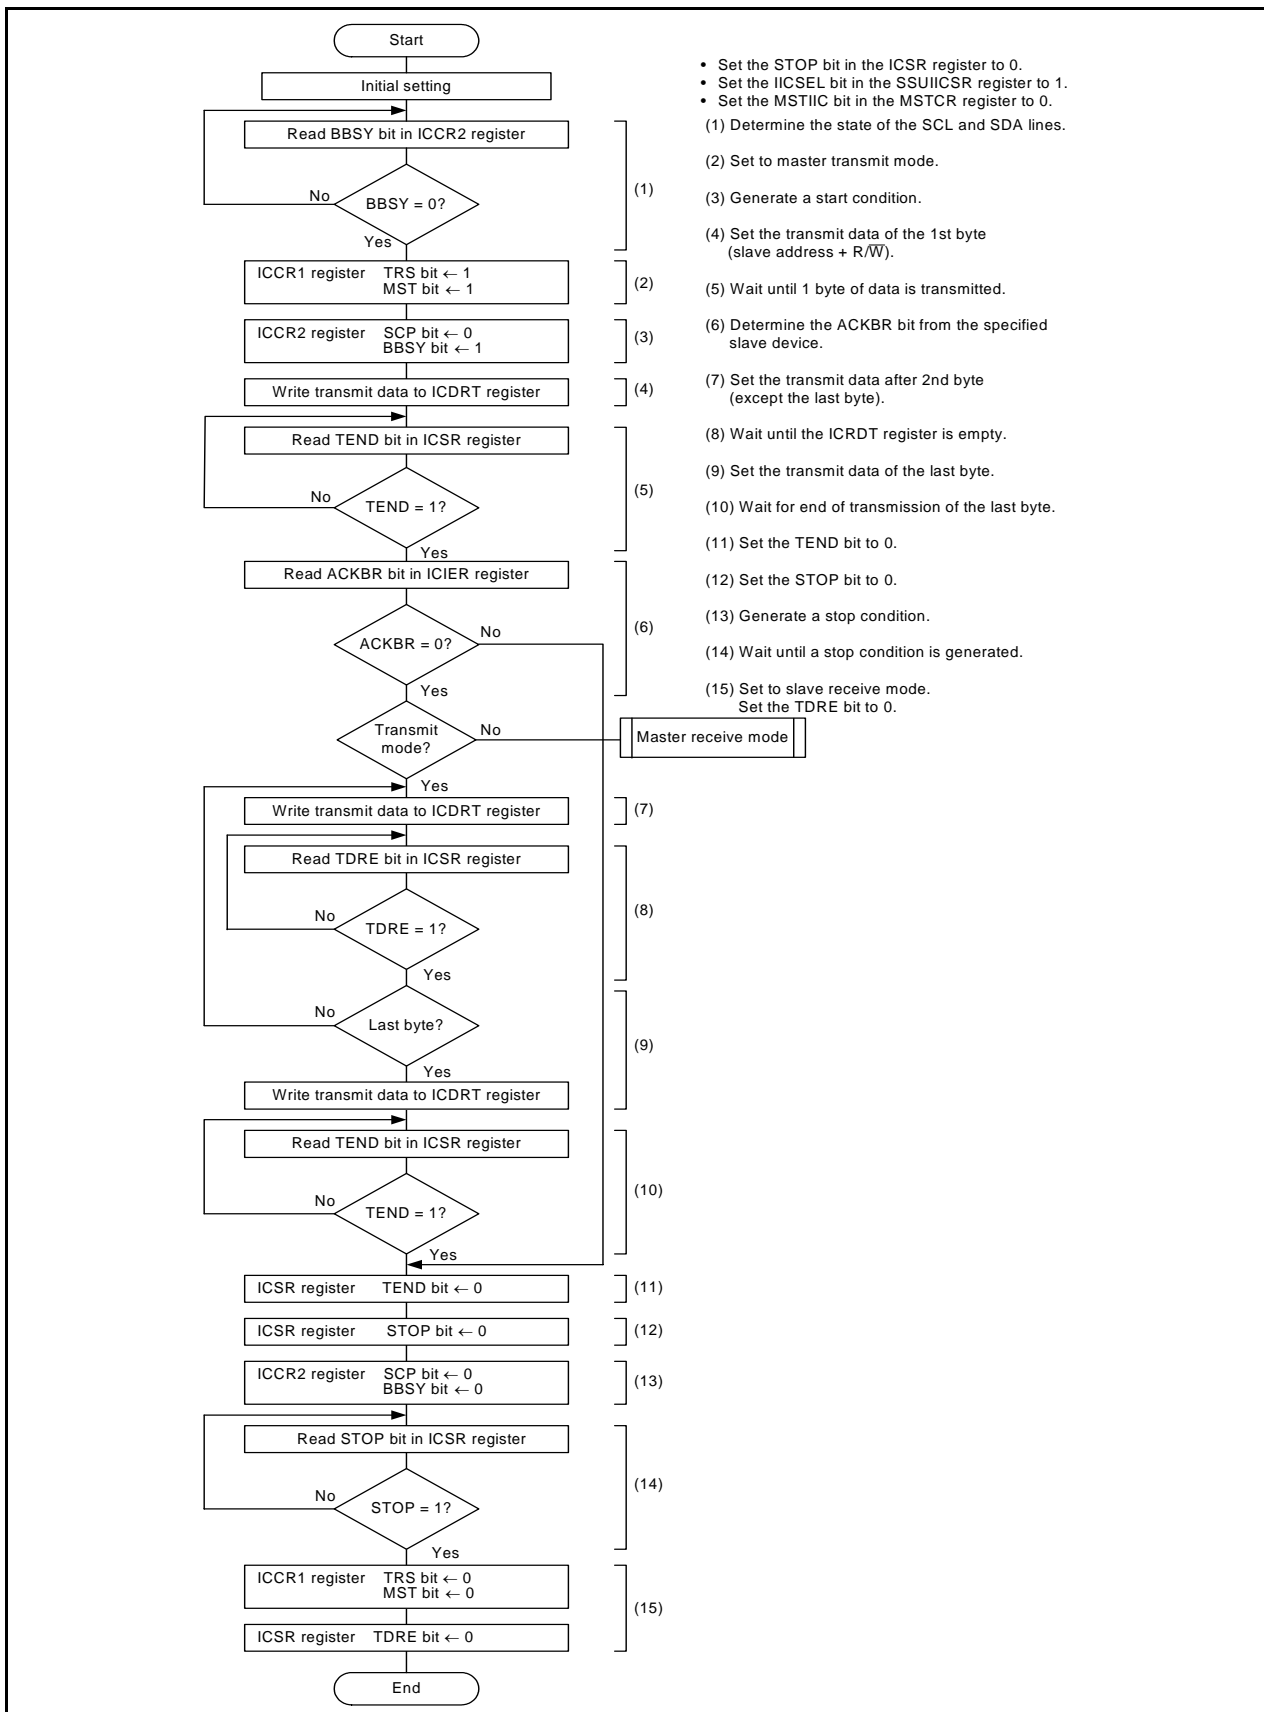 Start
• Set the STOP bit in the ICSR register to 0.
• Set the IICSEL bit in the SSUIICSR register to 1.
• Set the MSTIIC bit in the MSTCR register to 0.
Initial setting
Read BBSY bit in ICCR2 register
(1) Determine the state of the SCL and SDA lines.
(2) Set to master transmit mode.
No
BBSY = 0?
(1)
(3) Generate a start condition.
Yes
(4) Set the transmit data of the 1st byte
(slave address + R/W̅).
ICCR1 register TRS bit ← 1
MST bit ← 1
(2)
(5) Wait until 1 byte of data is transmitted.
ICCR2 register SCP bit ← 0
BBSY bit ← 1
(3)
(6) Determine the ACKBR bit from the specified
slave device.
Write transmit data to ICDRT register
(4)
(7) Set the transmit data after 2nd byte
(except the last byte).
Read TEND bit in ICSR register
(8) Wait until the ICRDT register is empty.
No
TEND = 1?
(5)
(9) Set the transmit data of the last byte.
(10) Wait for end of transmission of the last byte.
Yes
(11) Set the TEND bit to 0.
Read ACKBR bit in ICIER register
(12) Set the STOP bit to 0.
ACKBR = 0?
No
(6)
(13) Generate a stop condition.
(14) Wait until a stop condition is generated.
Yes
(15) Set to slave receive mode.
Set the TDRE bit to 0.
Transmit
mode?
No
Master receive mode
Yes
Write transmit data to ICDRT register
(7)
Read TDRE bit in ICSR register
No
TDRE = 1?
(8)
Yes
No
Last byte?
(9)
Yes
Write transmit data to ICDRT register
Read TEND bit in ICSR register
No
TEND = 1?
(10)
Yes
ICSR register TEND bit ← 0
(11)
ICSR register STOP bit ← 0
(12)
ICCR2 register SCP bit ← 0
BBSY bit ← 0
(13)
Read STOP bit in ICSR register
No
STOP = 1?
(14)
Yes
ICCR1 register TRS bit ← 0
MST bit ← 0
(15)
ICSR register TDRE bit ← 0
End